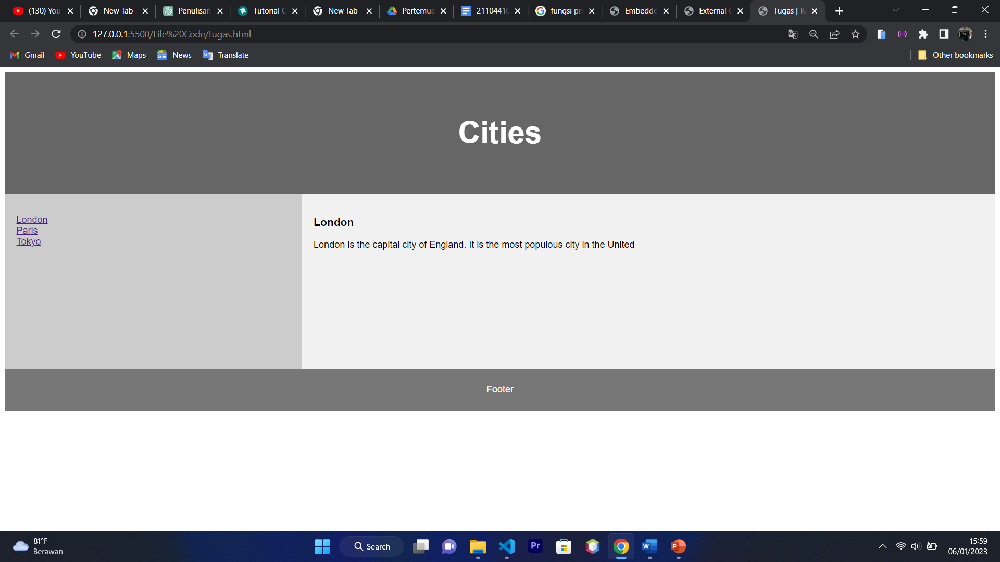 (130) You
New Tab
Penulisan
Tutorial C
New Tab
Pertemua
21104410
fungsi pr
Embedde
External C
Tugas | Ra
127.0.0.1:5500/File%20Code/tugas.html
Gmail
YouTube
Maps
News
Translate
Other bookmarks
Cities
London
Paris
Tokyo
London
London is the capital city of England. It is the most populous city in the United
Footer
81°F
Berawan
Search
15:59
06/01/2023